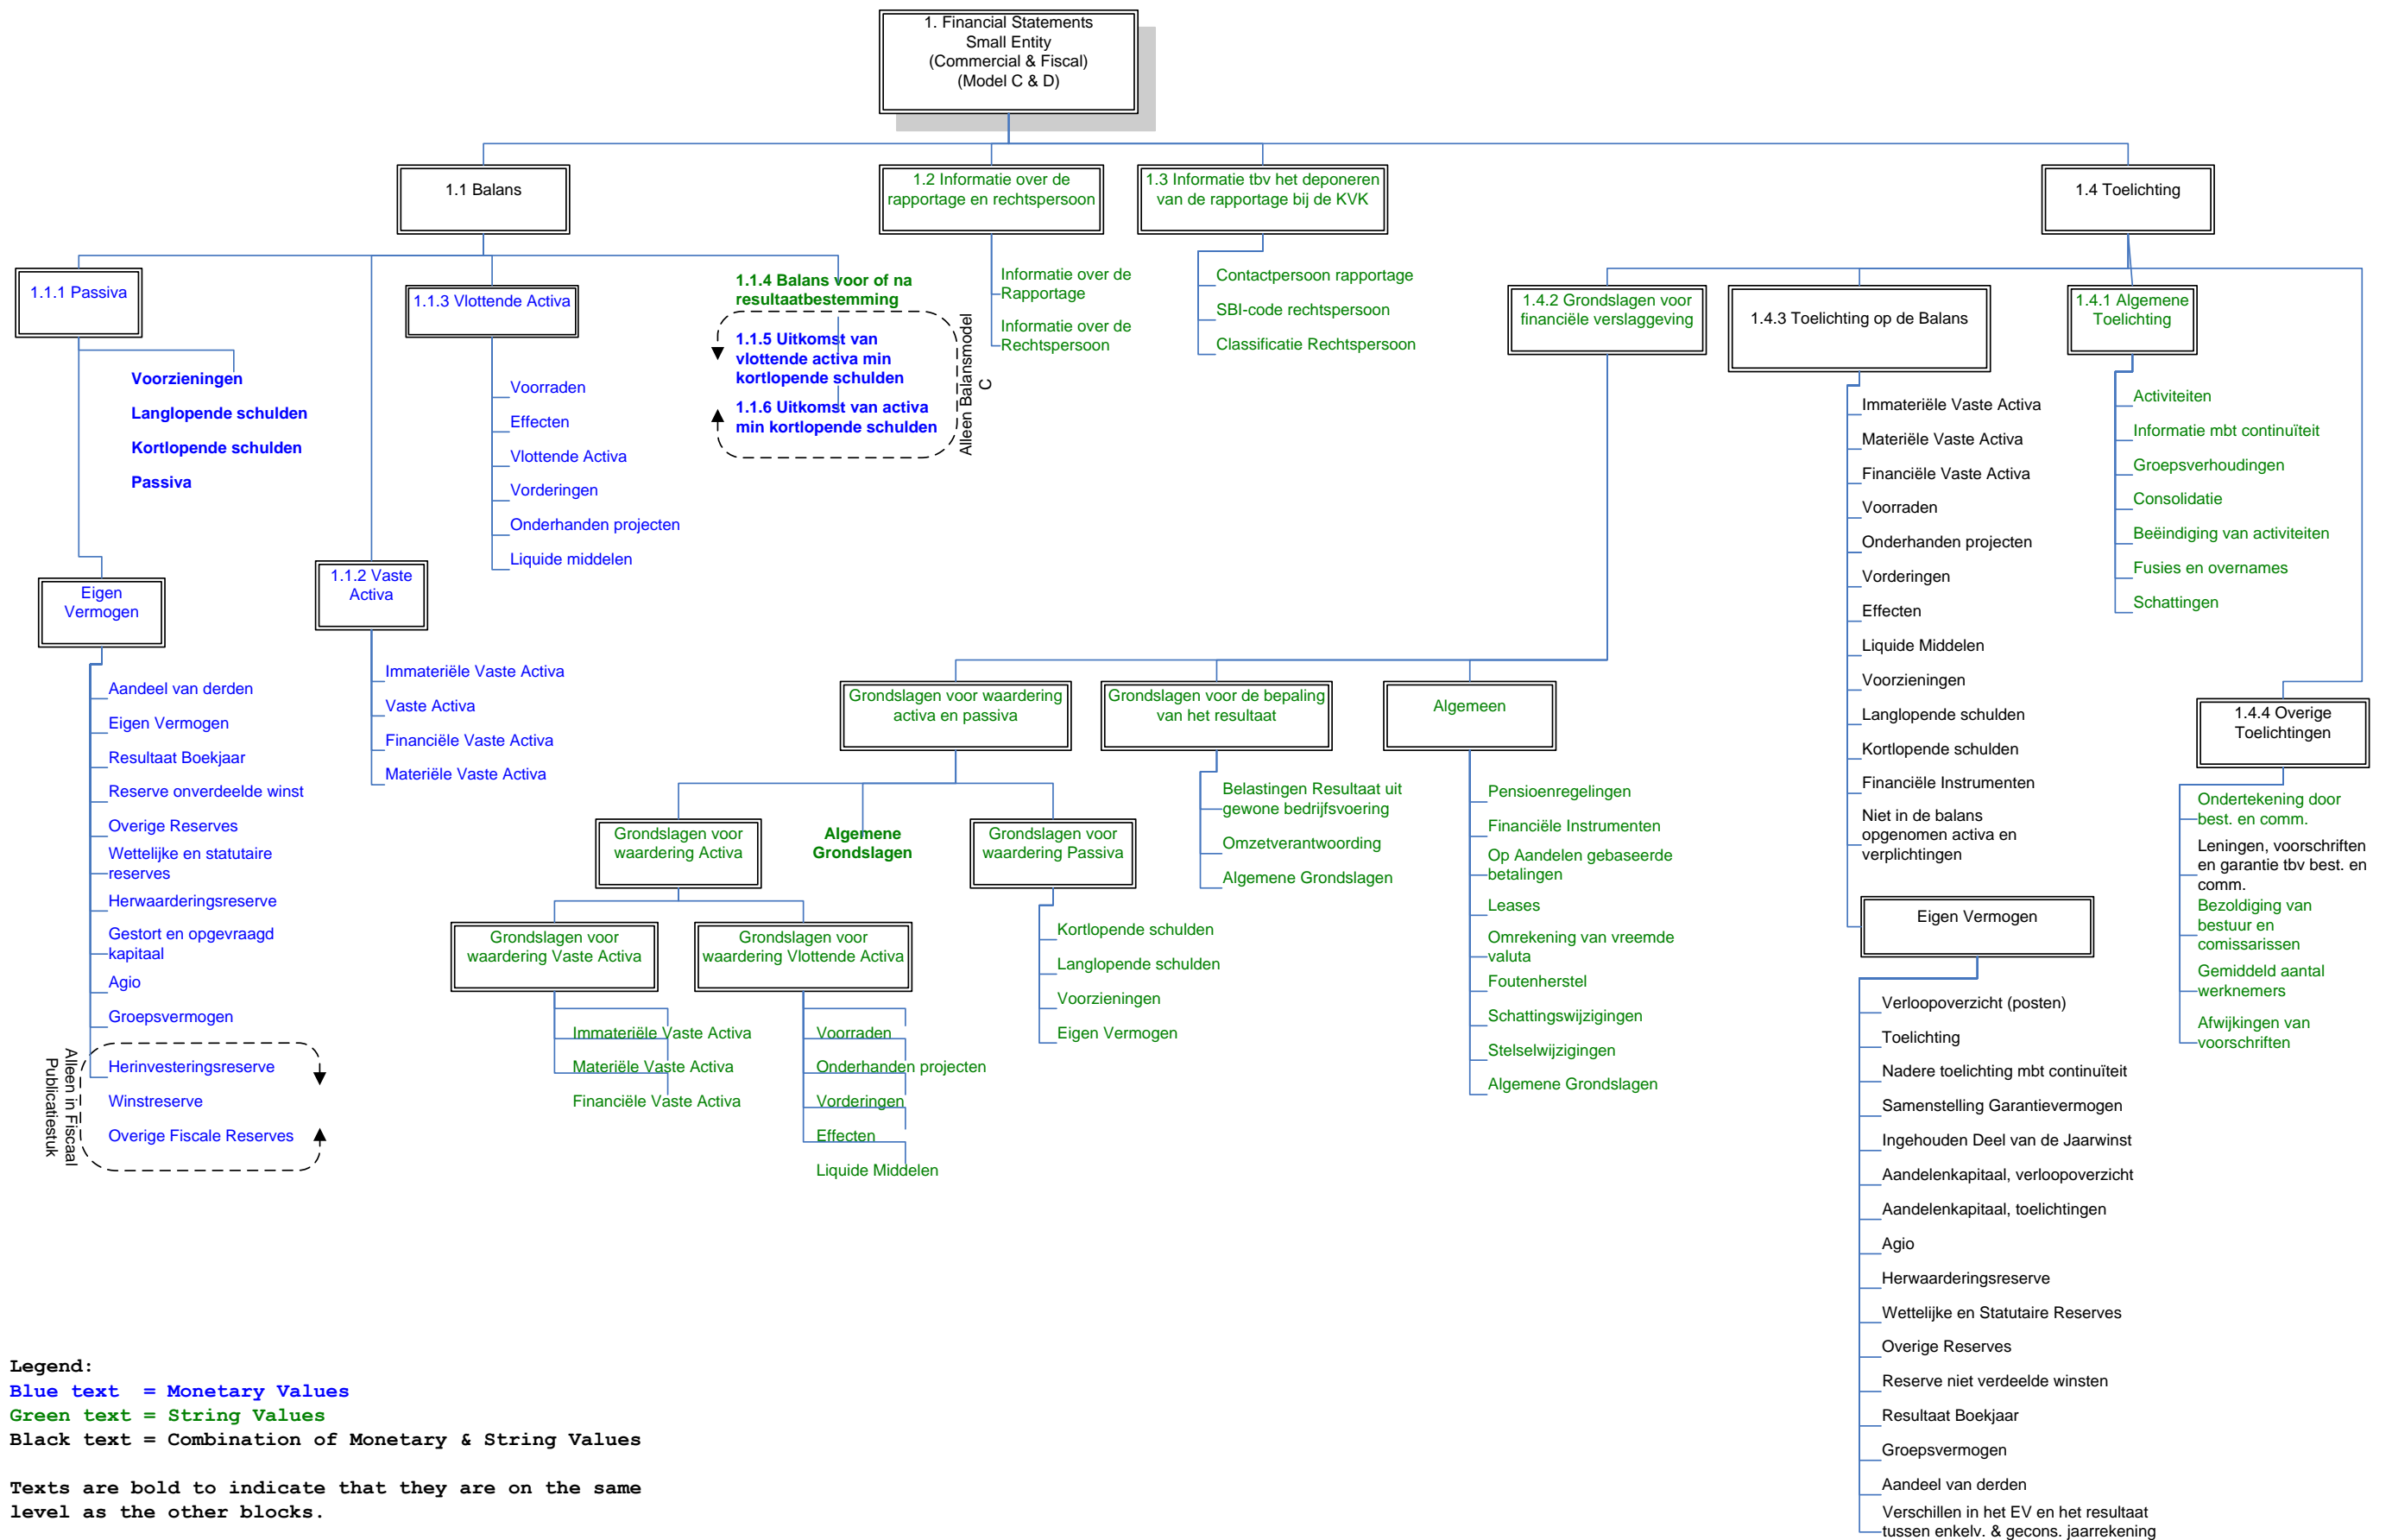 1. Financial Statements
Small Entity
(Commercial & Fiscal)
(Model C & D)
1.1 Balans
1.2 Informatie over de
rapportage en rechtspersoon
1.3 Informatie tbv het deponeren
van de rapportage bij de KVK
1.4 Toelichting
1.1.1 Passiva
Voorzieningen
Langlopende schulden
Kortlopende schulden
Passiva
Eigen
Vermogen
Aandeel van derden
Eigen Vermogen
Resultaat Boekjaar
Reserve onverdeelde winst
Overige Reserves
Wettelijke en statutaire
reserves
Herwaarderingsreserve
Gestort en opgevraagd
kapitaal
Agio
Groepsvermogen
Herinvesteringsreserve
Winstreserve
Overige Fiscale Reserves
Alleen in Fiscaal
Publicatiestuk
1.1.2 Vaste
Activa
Immateriële Vaste Activa
Vaste Activa
Financiële Vaste Activa
Materiële Vaste Activa
1.1.3 Vlottende Activa
Voorraden
Effecten
Vlottende Activa
Vorderingen
Onderhanden projecten
Liquide middelen
1.1.4 Balans voor of na
resultaatbestemming
1.1.5 Uitkomst van
vlottende activa min
kortlopende schulden
1.1.6 Uitkomst van activa
min kortlopende schulden
Alleen Balansmodel
C
Informatie over de
Rapportage
Informatie over de
Rechtspersoon
Contactpersoon rapportage
SBI-code rechtspersoon
Classificatie Rechtspersoon
1.4.2 Grondslagen voor
financiële verslaggeving
Grondslagen voor waardering
activa en passiva
Grondslagen voor
waardering Activa
Algemene
Grondslagen
Grondslagen voor
waardering Passiva
Grondslagen voor
waardering Vaste Activa
Immateriële Vaste Activa
Materiële Vaste Activa
Financiële Vaste Activa
Grondslagen voor
waardering Vlottende Activa
Voorraden
Onderhanden projecten
Vorderingen
Effecten
Liquide Middelen
Kortlopende schulden
Langlopende schulden
Voorzieningen
Eigen Vermogen
Grondslagen voor de bepaling
van het resultaat
Belastingen Resultaat uit
gewone bedrijfsvoering
Omzetverantwoording
Algemene Grondslagen
Algemeen
Pensioenregelingen
Financiële Instrumenten
Op Aandelen gebaseerde
betalingen
Leases
Omrekening van vreemde
valuta
Foutenherstel
Schattingswijzigingen
Stelselwijzigingen
Algemene Grondslagen
1.4.3 Toelichting op de Balans
Immateriële Vaste Activa
Materiële Vaste Activa
Financiële Vaste Activa
Voorraden
Onderhanden projecten
Vorderingen
Effecten
Liquide Middelen
Voorzieningen
Langlopende schulden
Kortlopende schulden
Financiële Instrumenten
Niet in de balans
opgenomen activa en
verplichtingen
Eigen Vermogen
Verloopoverzicht (posten)
Toelichting
Nadere toelichting mbt continuïteit
Samenstelling Garantievermogen
Ingehouden Deel van de Jaarwinst
Aandelenkapitaal, verloopoverzicht
Aandelenkapitaal, toelichtingen
Agio
Herwaarderingsreserve
Wettelijke en Statutaire Reserves
Overige Reserves
Reserve niet verdeelde winsten
Resultaat Boekjaar
Groepsvermogen
Aandeel van derden
Verschillen in het EV en het resultaat
tussen enkelv. & gecons. jaarrekening
1.4.1 Algemene
Toelichting
Activiteiten
Informatie mbt continuïteit
Groepsverhoudingen
Consolidatie
Beëindiging van activiteiten
Fusies en overnames
Schattingen
1.4.4 Overige
Toelichtingen
Ondertekening door
best. en comm.
Leningen, voorschriften
en garantie tbv best. en
comm.
Bezoldiging van
bestuur en
comissarissen
Gemiddeld aantal
werknemers
Afwijkingen van
voorschriften
Legend:
Blue text = Monetary Values
Green text = String Values
Black text = Combination of Monetary & String Values
Texts are bold to indicate that they are on the same
level as the other blocks.